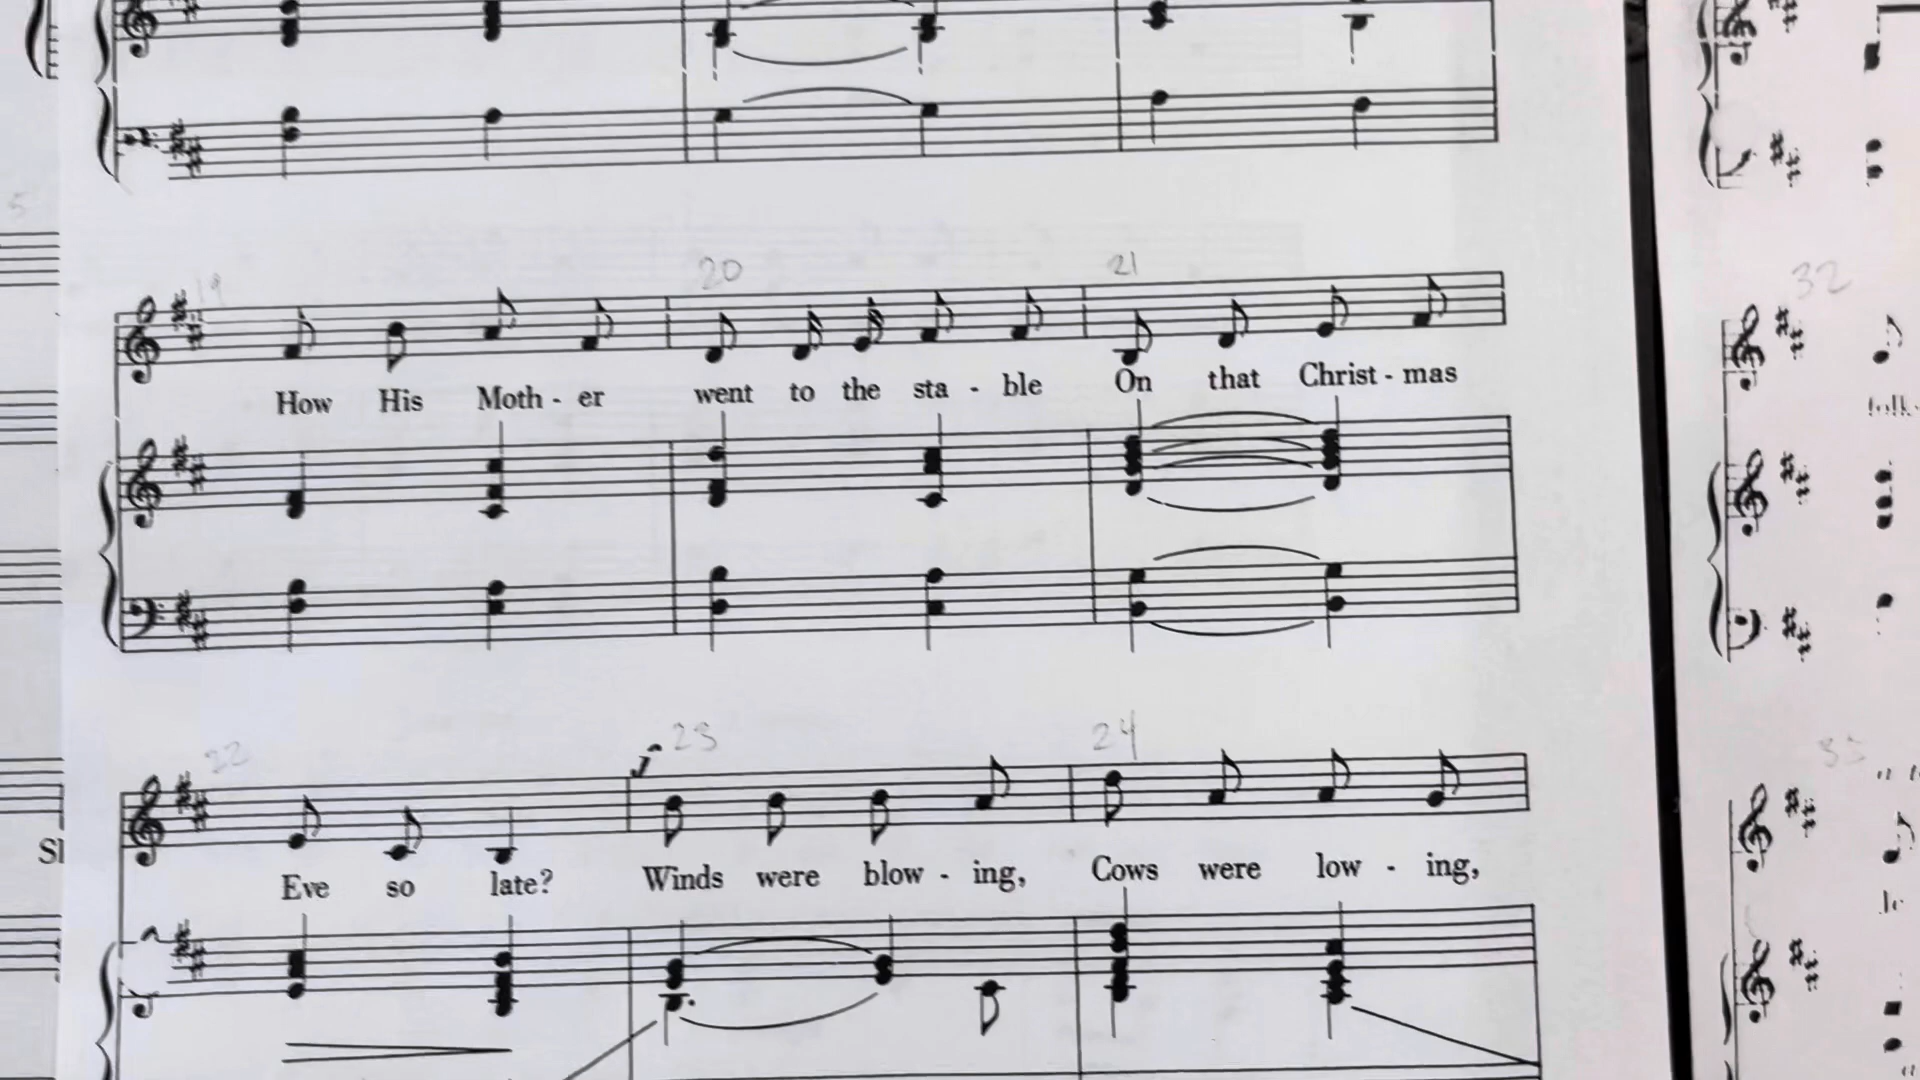 19 20 21
How His Moth - er went to the sta - ble On that Christ - mas
22 f 23 24
Eve so late? Winds were blow - ing, Cows were low - ing,
Sl
32